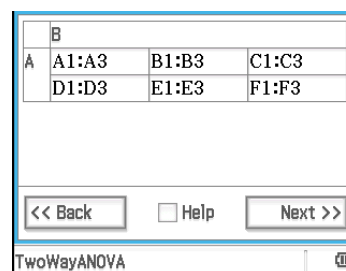 B
A A1:A3 B1:B3 C1:C3
D1:D3 E1:E3 F1:F3
<< Back Help Next >>
TwoWayANOVA